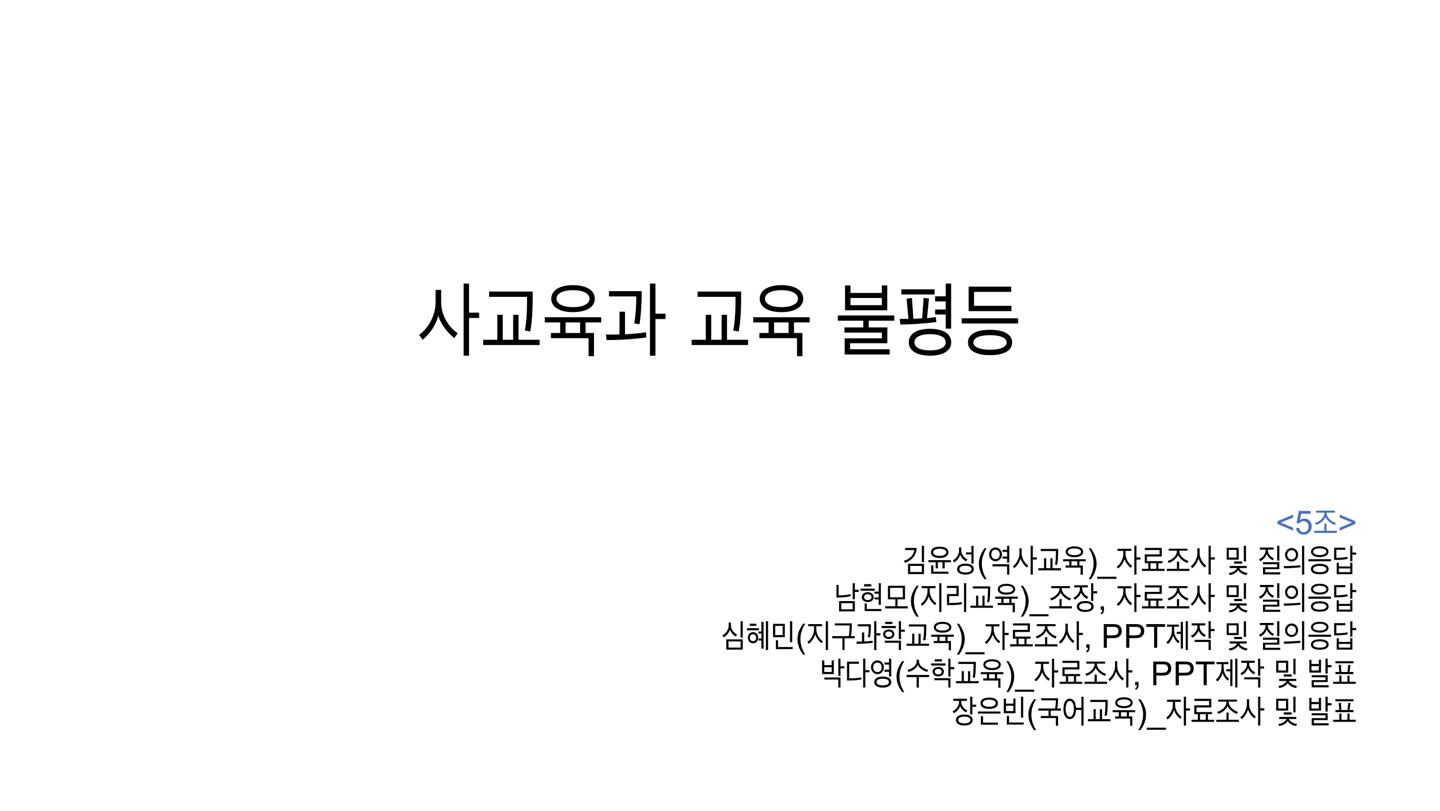 사교육과 교육 불평등
<5조>
김윤성(역사교육)_자료조사 및 질의응답
남현모(지리교육)_조장, 자료조사 및 질의응답
심혜민(지구과학교육)_자료조사, PPT제작 및 질의응답
박다영(수학교육)_자료조사, PPT제작 및 발표
장은빈(국어교육)_자료조사 및 발표